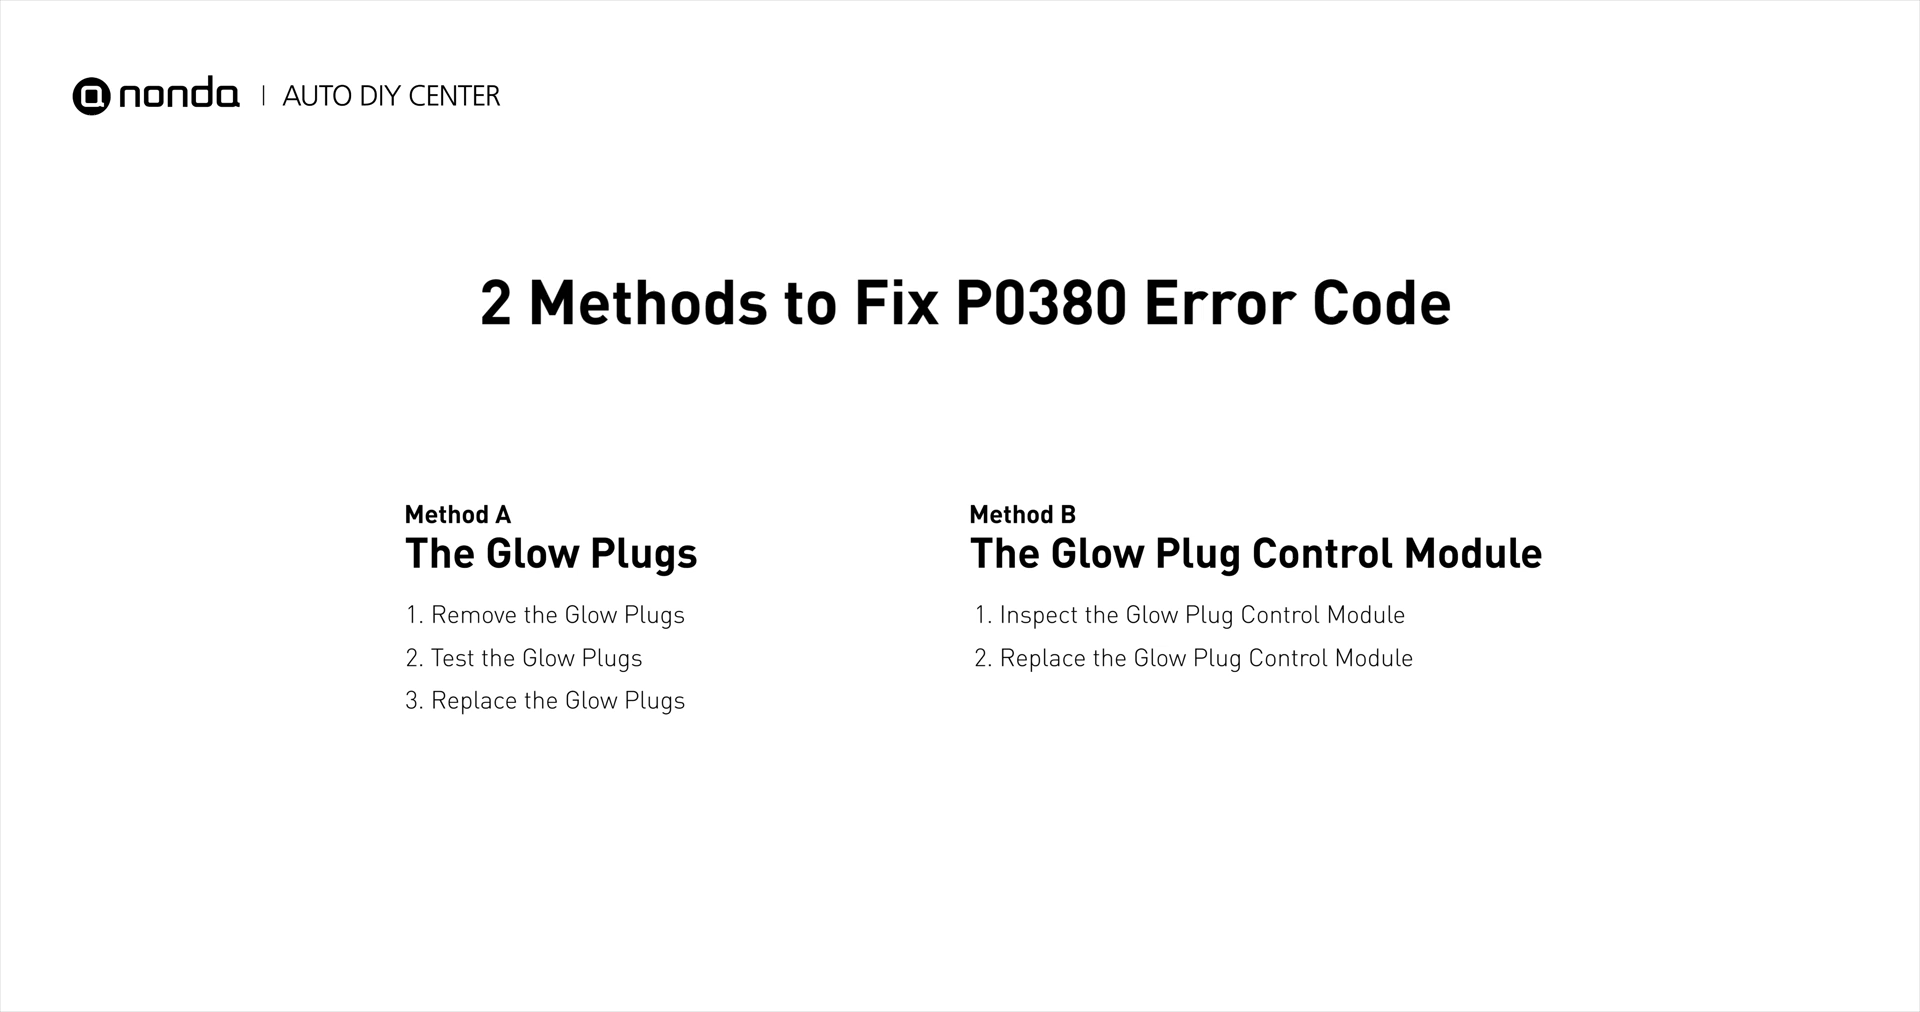 nonda | AUTO DIY CENTER
2 Methods to Fix P0380 Error Code
Method A
The Glow Plugs
1. Remove the Glow Plugs
2. Test the Glow Plugs
3. Replace the Glow Plugs
Method B
The Glow Plug Control Module
1. Inspect the Glow Plug Control Module
2. Replace the Glow Plug Control Module